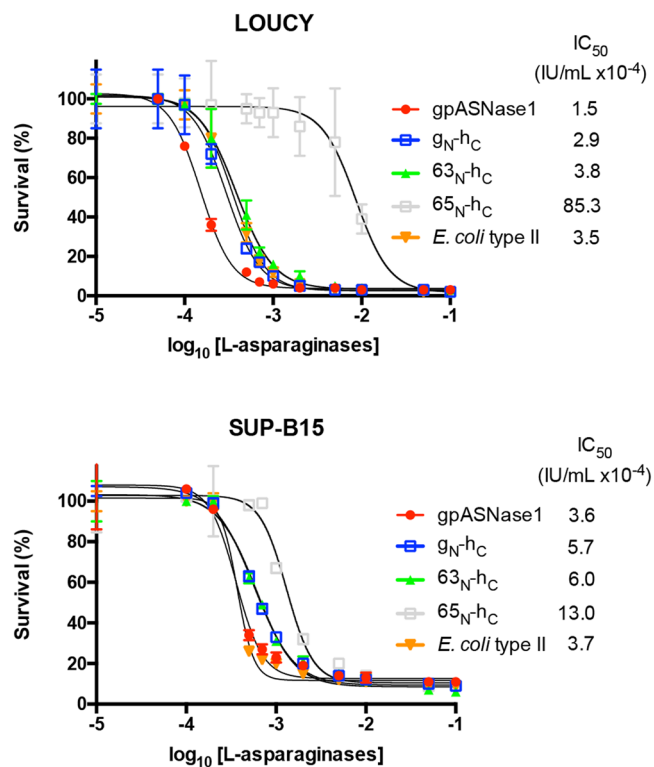 LOUCY
IC50
(IU/mL x10-4)
gpASNase1 1.5
gN-hC 2.9
63N-hC 3.8
65N-hC 85.3
E. coli type II 3.5
Survival (%)
100
80
60
40
20
0
-5 -4 -3 -2 -1
log10 [L-asparaginases]
SUP-B15
IC50
(IU/mL x10-4)
gpASNase1 3.6
gN-hC 5.7
63N-hC 6.0
65N-hC 13.0
E. coli type II 3.7
Survival (%)
100
80
60
40
20
0
-5 -4 -3 -2 -1
log10 [L-asparaginases]